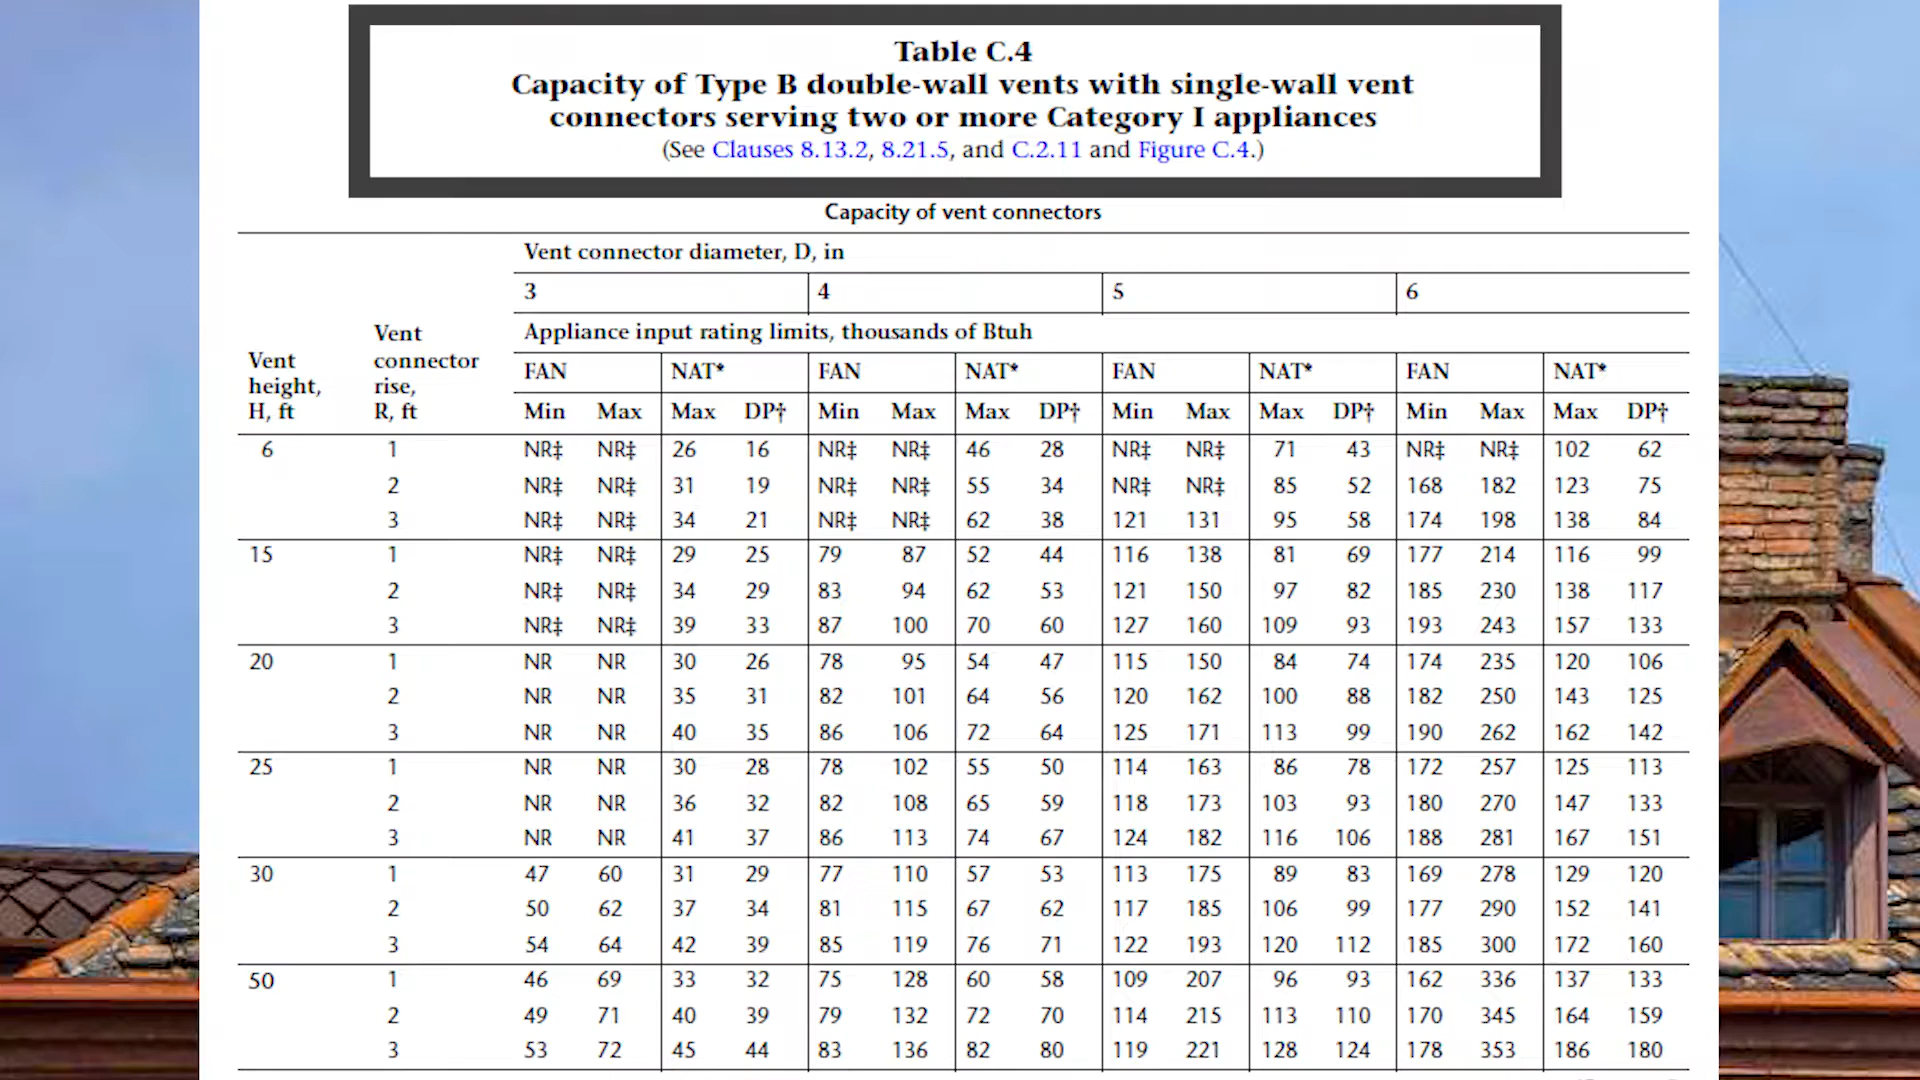 Table C.4
Capacity of Type B double-wall vents with single-wall vent
connectors serving two or more Category I appliances
(See Clauses 8.13.2, 8.21.5, and C.2.11 and Figure C.4.)
Capacity of vent connectors
Vent connector diameter, D, in
3 4 5 6
Appliance input rating limits, thousands of Btuh
Vent height, H, ft
Vent connector rise, R, ft
FAN NAT* FAN NAT* FAN NAT* FAN NAT*
Min Max Max DP† Min Max Max DP† Min Max Max DP† Min Max Max DP†
6 1 NR‡ NR‡ 26 16 NR‡ NR‡ 46 28 NR‡ NR‡ 71 43 NR‡ NR‡ 102 62
2 NR‡ NR‡ 31 19 NR‡ NR‡ 55 34 NR‡ NR‡ 85 52 168 182 123 75
3 NR‡ NR‡ 34 21 NR‡ NR‡ 62 38 121 131 95 58 174 198 138 84
15 1 NR‡ NR‡ 29 25 79 87 52 44 116 138 81 69 177 214 116 99
2 NR‡ NR‡ 34 29 83 94 62 53 121 150 97 82 185 230 138 117
3 NR‡ NR‡ 39 33 87 100 70 60 127 160 109 93 193 243 157 133
20 1 NR NR 30 26 78 95 54 47 115 150 84 74 174 235 120 106
2 NR NR 35 31 82 101 64 56 120 162 100 88 182 250 143 125
3 NR NR 40 35 86 106 72 64 125 171 113 99 190 262 162 142
25 1 NR NR 30 28 78 102 55 50 114 163 86 78 172 257 125 113
2 NR NR 36 32 82 108 65 59 118 173 103 93 180 270 147 133
3 NR NR 41 37 86 113 74 67 124 182 116 106 188 281 167 151
30 1 47 60 31 29 77 110 57 53 113 175 89 83 169 278 129 120
2 50 62 37 34 81 115 67 62 117 185 106 99 177 290 152 141
3 54 64 42 39 85 119 76 71 122 193 120 112 185 300 172 160
50 1 46 69 33 32 75 128 60 58 109 207 96 93 162 336 137 133
2 49 71 40 39 79 132 72 70 114 215 113 110 170 345 164 159
3 53 72 45 44 83 136 82 80 119 221 128 124 178 353 186 180